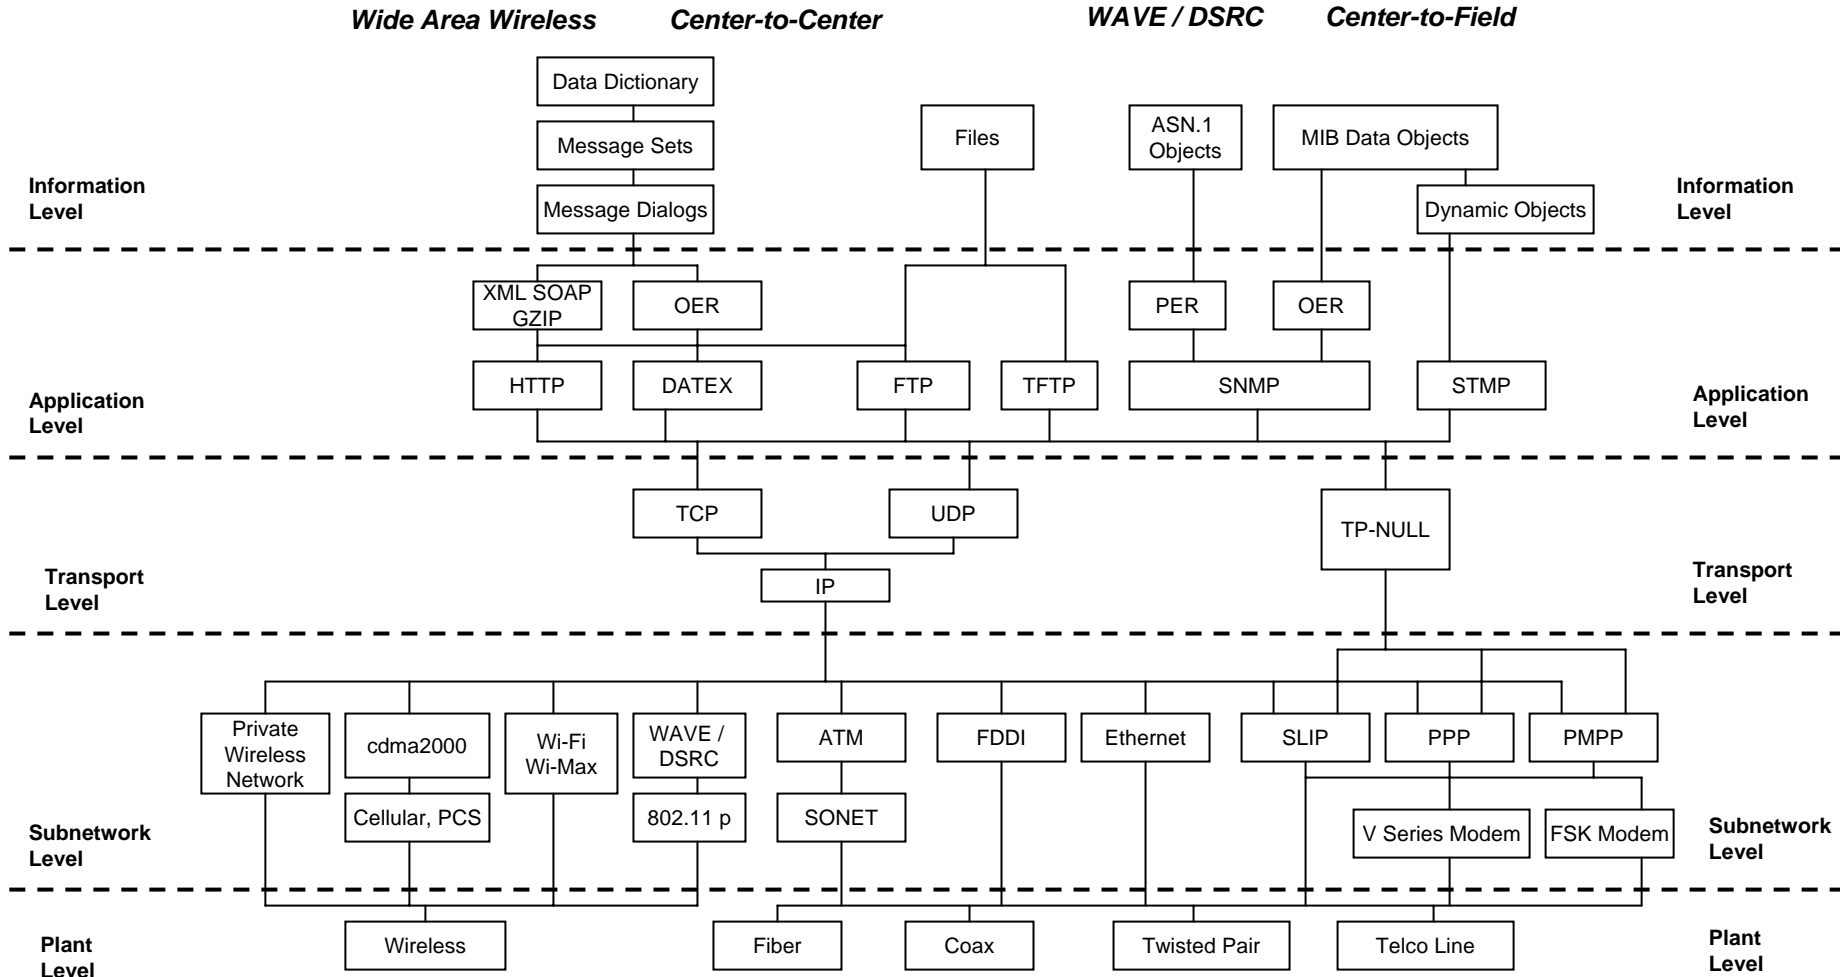 Wide Area Wireless
Center-to-Center
WAVE / DSRC
Center-to-Field
Data Dictionary
Message Sets
Files
ASN.1
Objects
MIB Data Objects
Information
Level
Message Dialogs
Dynamic Objects
Information
Level
XML SOAP
GZIP
OER
PER
OER
HTTP
DATEX
FTP
TFTP
SNMP
STMP
Application
Level
Application
Level
TCP
UDP
TP-NULL
IP
Transport
Level
Transport
Level
Private
Wireless
Network
cdma2000
Wi-Fi
Wi-Max
WAVE /
DSRC
ATM
FDDI
Ethernet
SLIP
PPP
PMPP
Cellular, PCS
802.11 p
SONET
V Series Modem
FSK Modem
Subnetwork
Level
Subnetwork
Level
Plant
Level
Wireless
Fiber
Coax
Twisted Pair
Telco Line
Plant
Level